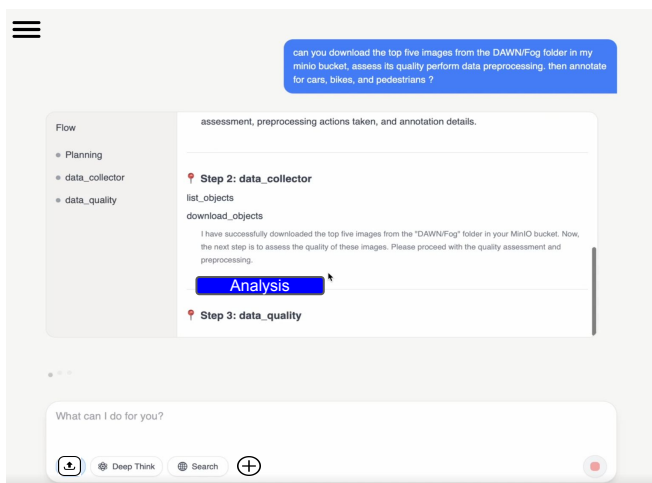 can you download the top five images from the DAWN/Fog folder in my
minio bucket, assess its quality perform data preprocessing. then annotate
for cars, bikes, and pedestrians ?
Flow
Planning
data_collector
data_quality
assessment, preprocessing actions taken, and annotation details.
Step 2: data_collector
list_objects
download_objects
I have successfully downloaded the top five images from the "DAWN/Fog" folder in your MinIO bucket. Now,
the next step is to assess the quality of these images. Please proceed with the quality assessment and
preprocessing.
Analysis
Step 3: data_quality
What can I do for you?
Deep Think
Search